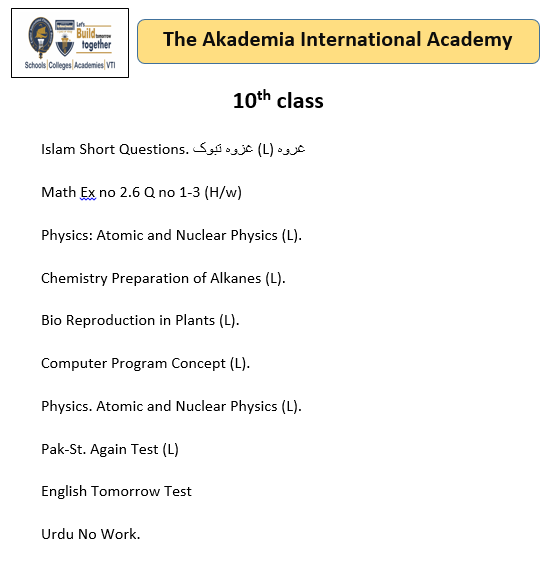 Let's
Build tomorrow
together
Schools Colleges Academies VTI
The Akademia International Academy
10th class
Islam Short Questions. غزوہ تبوک (L) غزوہ
Math Ex no 2.6 Q no 1-3 (H/w)
Physics: Atomic and Nuclear Physics (L).
Chemistry Preparation of Alkanes (L).
Bio Reproduction in Plants (L).
Computer Program Concept (L).
Physics. Atomic and Nuclear Physics (L).
Pak-St. Again Test (L)
English Tomorrow Test
Urdu No Work.